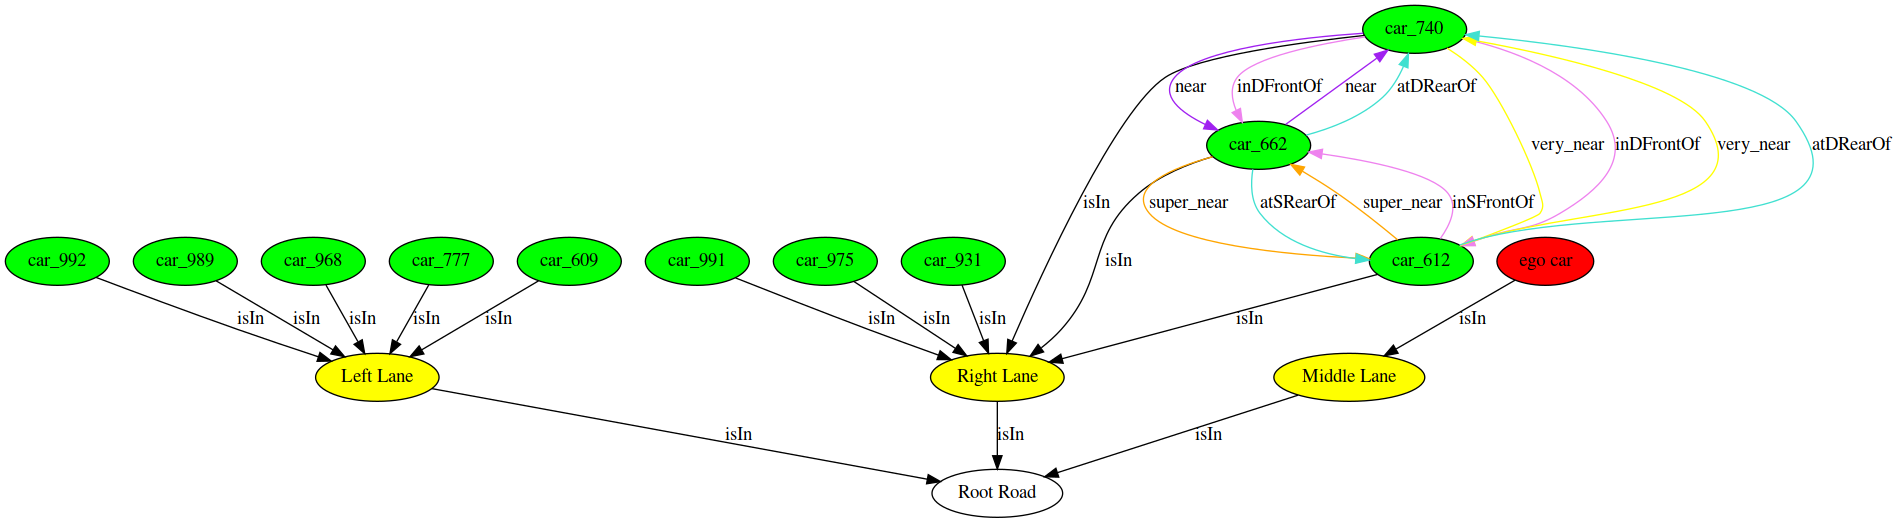 car_740
near
inDFrontOf
near
atDRearOf
car_662
very_near
inDFrontOf
very_near
atDRearOf
isIn
super_near
atSRearOf
super_near
inSFrontOf
car_992
car_989
car_968
car_777
car_609
car_991
car_975
car_931
isIn
car_612
ego car
isIn
isIn
isIn
isIn
isIn
isIn
isIn
isIn
isIn
isIn
Left Lane
Right Lane
Middle Lane
isIn
isIn
isIn
Root Road